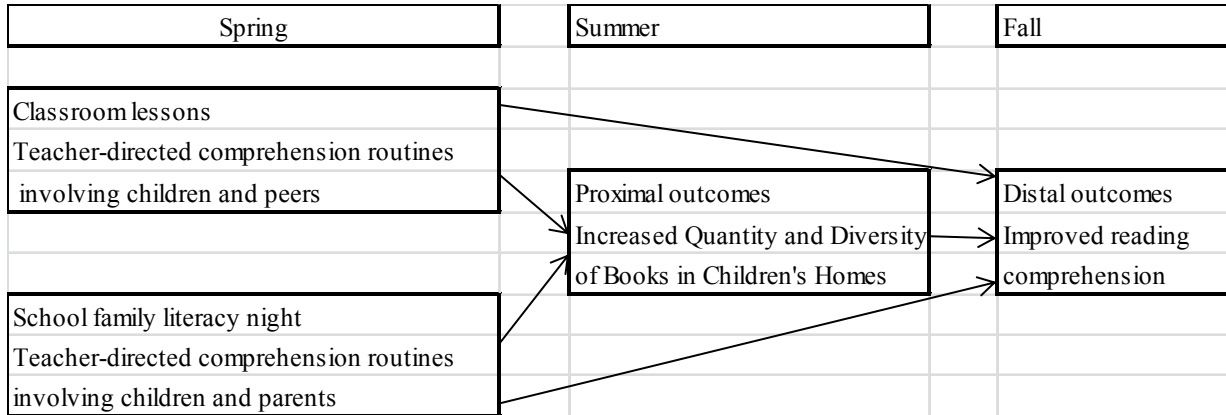 Spring
Summer
Fall
Classroom lessons
Teacher-directed comprehension routines
involving children and peers
Proximal outcomes
Increased Quantity and Diversity
of Books in Children's Homes
Distal outcomes
Improved reading
comprehension
School family literacy night
Teacher-directed comprehension routines
involving children and parents